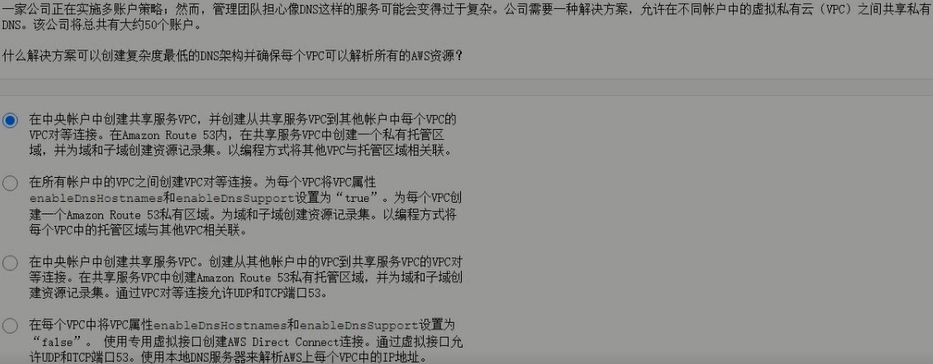 一家公司正在实施多账户策略；然而，管理团队担心像DNS这样的服务可能会变得过于复杂。公司需要一种解决方案，允许在不同帐户中的虚拟私有云（VPC）之间共享私有
DNS。该公司将总共有大约50个账户。
什么解决方案可以创建复杂度最低的DNS架构并确保每个VPC可以解析所有的AWS资源？
在中央帐户中创建共享服务VPC，并创建从共享服务VPC到其他帐户中每个VPC的
VPC对等连接。在Amazon Route 53内，在共享服务VPC中创建一个私有托管区
域，并为域和子域创建资源记录集。以编程方式将其他VPC与托管区域相关联。
在所有帐户中的VPC之间创建VPC对等连接。为每个VPC将VPC属性
enableDnsHostnames和enableDnsSupport设置为“true”。为每个VPC创
建一个Amazon Route 53私有区域。为域和子域创建资源记录集。以编程方式将
每个VPC中的托管区域与其他VPC相关联。
在中央帐户中创建共享服务VPC。创建从其他帐户中的VPC到共享服务VPC的VPC对
等连接。在共享服务VPC中创建Amazon Route 53私有托管区域，并为域和子域创
建资源记录集。通过VPC对等连接允许UDP和TCP端口53。
在每个VPC中将VPC属性enableDnsHostnames和enableDnsSupport设置为
“false”。 使用专用虚拟接口创建AWS Direct Connect连接。通过虚拟接口允
许UDP和TCP端口53。使用本地DNS服务器来解析AWS上每个VPC中的IP地址。